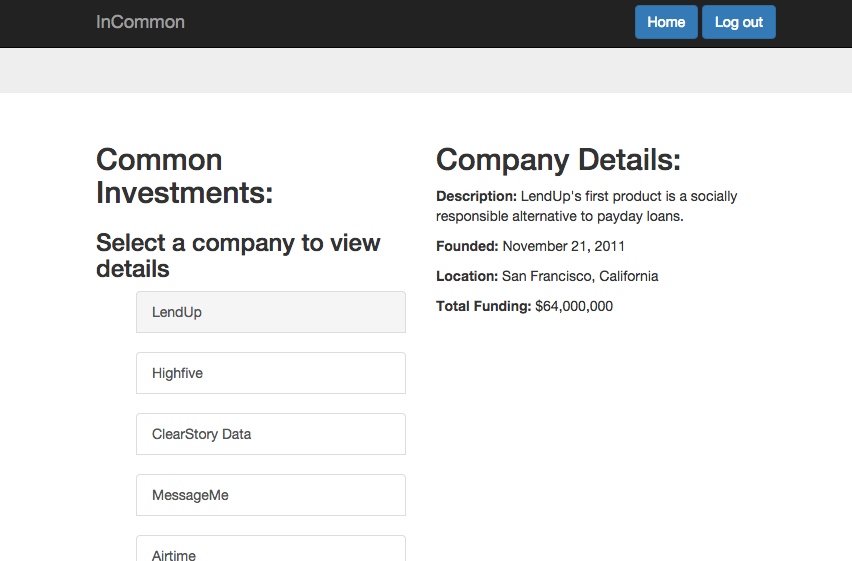 InCommon
Home
Log out
Common
Investments:
Select a company to view
details
LendUp
Highfive
ClearStory Data
MessageMe
Airtime
Company Details:
Description: LendUp's first product is a socially
responsible alternative to payday loans.
Founded: November 21, 2011
Location: San Francisco, California
Total Funding: $64,000,000